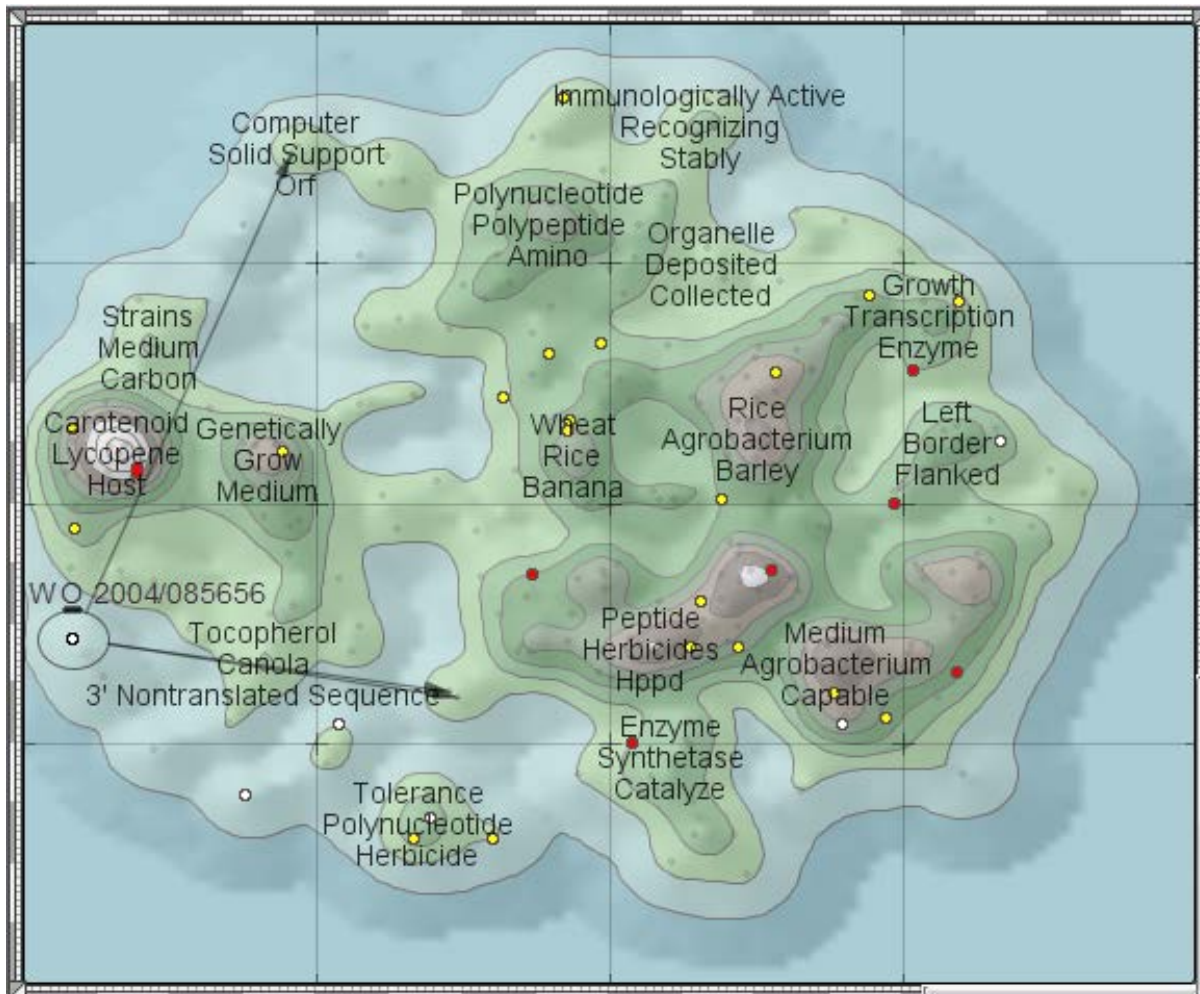 Immunologically Active
Recognizing
Stably
Computer
Solid Support
Orf
Polynucleotide
Polypeptide
Amino
Organelle
Deposited
Collected
Growth
Transcription
Enzyme
Strains
Medium
Carbon
Carotenoid
Lycopene
Host
Genetically
Grow
Medium
Wheat
Rice
Banana
Rice
Agrobacterium
Barley
Left
Border
Flanked
WO 2004/085656
Tocopherol
Canola
3' Nontranslated Sequence
Peptide
Herbicides
Hppd
Medium
Agrobacterium
Capable
Enzyme
Synthetase
Catalyze
Tolerance
Polynucleotide
Herbicide